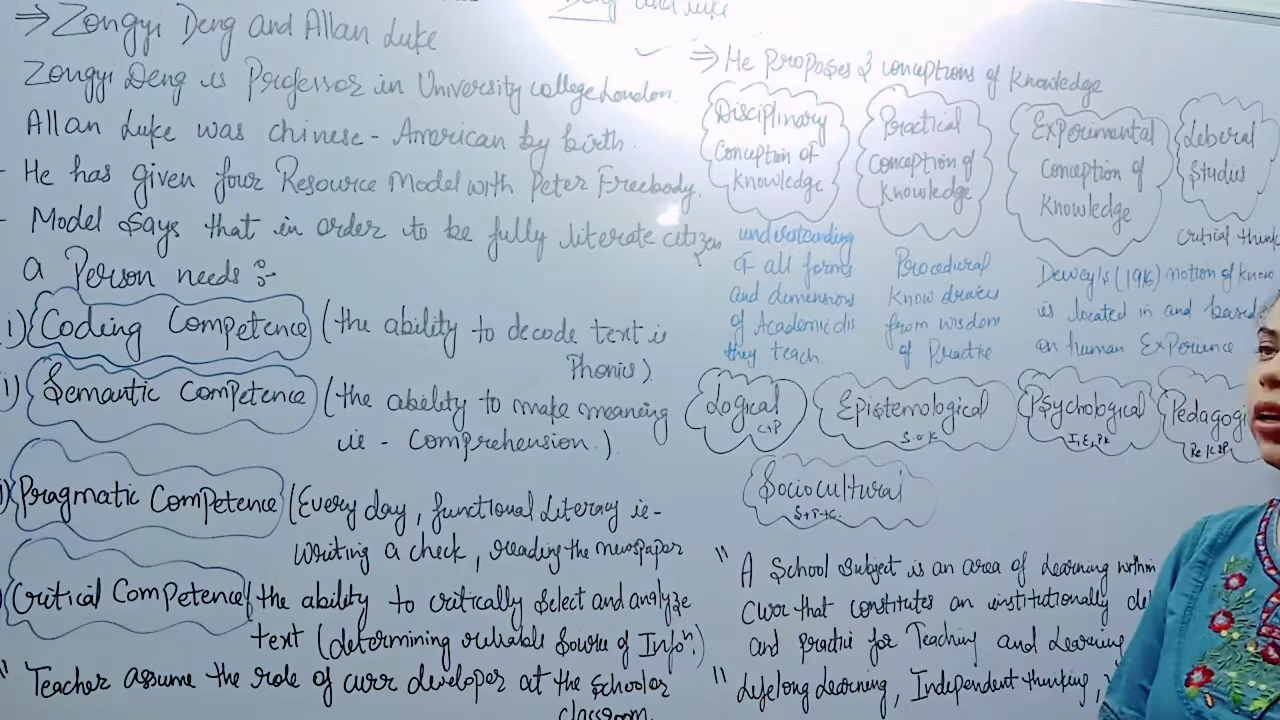 Deng and Luke
⇒ Zongyi Deng and Allan Luke
Zongyi Deng is Professor in University college London.
Allan Luke was chinese - American by birth.
- He has given four Resource Model with Peter Freebody.
- Model Says that in order to be fully literate citizen
a Person needs :-
i) Coding Competence (the ability to decode text ie
Phonics)
i) Semantic Competence (the ability to make meaning
ie - Comprehension.)
i) Pragmatic Competence (Every day, functional literacy ie -
writing a check, reading the newspaper
) Critical Competence (the ability to critically Select and analyze
text (determining reliable Source of Infoⁿ.)
" Teacher assume the role of curr developer at the school or
classroom.
⇒ He Proposes 3 conceptions of Knowledge
Disciplinary
Conception of
Knowledge
understanding
of all forms
and dimensions
of Academic dis
they teach
Practical
Conception of
Knowledge
Procedural
Know draws
from wisdom
of Practice
Experimental
Conception of
Knowledge
Dewey's (1916) notion of know
is located in and based
on human Experience
Leberal
Studies
critical think
Logical
C+P
Epistemological
S.O.K
Psychological
Pedagogi
Sociocultural
S+T+C.
" A School Subject is an area of Learning within
Curr that constitutes an institutionally de
and practice for Teaching and Learning
" Lifelong Learning, Independent thinking,